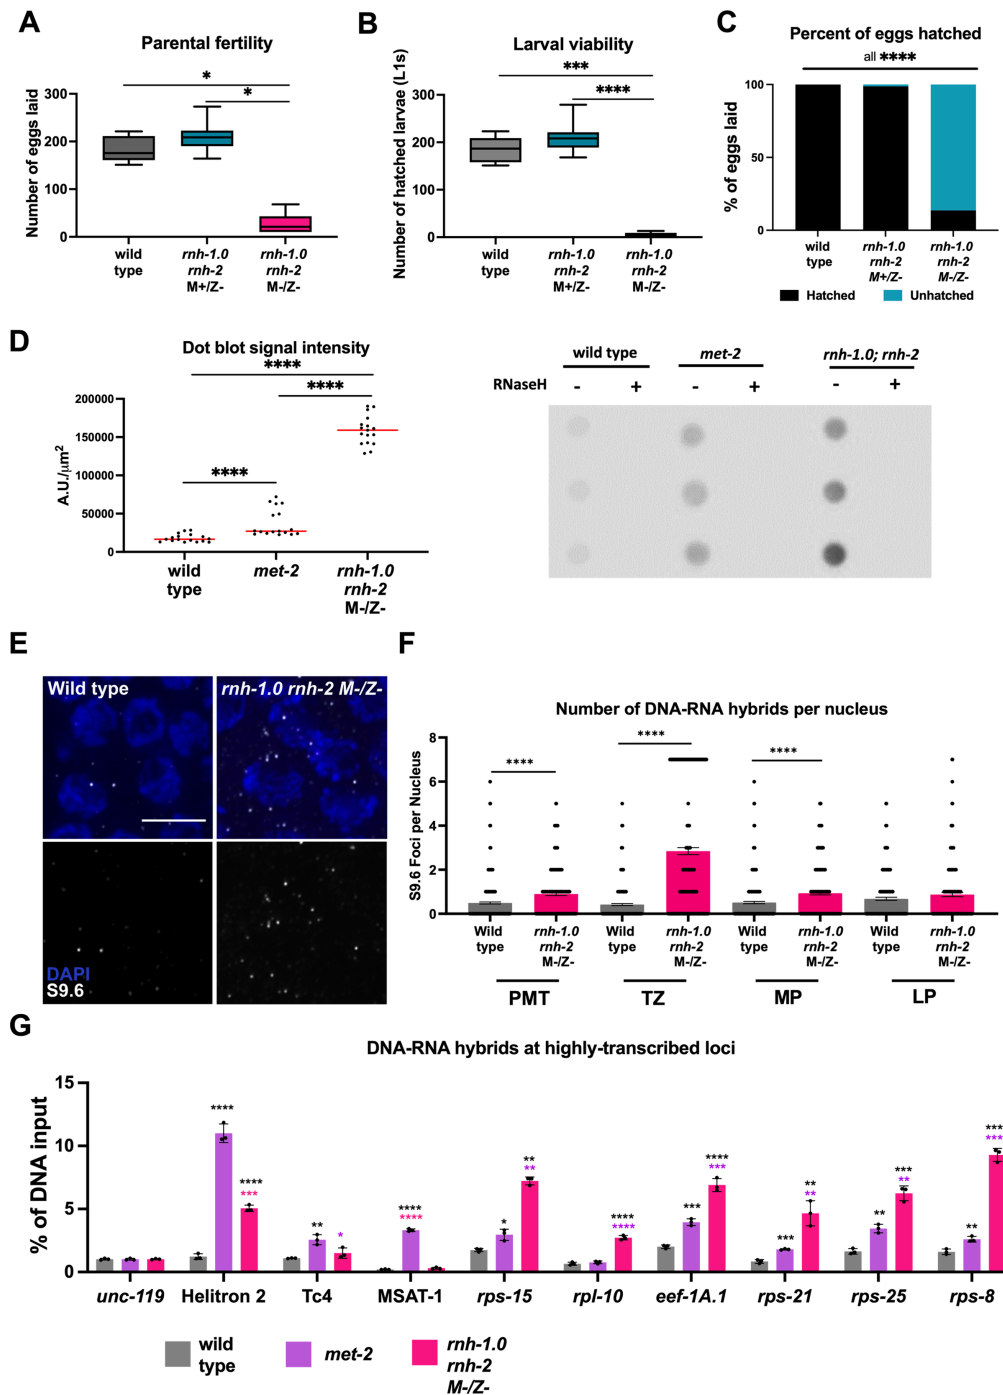 A
Parental fertility
*
*
Number of eggs laid
300
200
100
0
wild
type
rnh-1.0
rnh-2
M+/Z-
rnh-1.0
rnh-2
M-/Z-
B
Larval viability
***
****
Number of hatched larvae (L1s)
300
200
100
0
wild
type
rnh-1.0
rnh-2
M+/Z-
rnh-1.0
rnh-2
M-/Z-
C
Percent of eggs hatched
all ****
% of eggs laid
100
50
0
wild
type
rnh-1.0
rnh-2
M+/Z-
rnh-1.0
rnh-2
M-/Z-
Hatched
Unhatched
D
Dot blot signal intensity
****
****
****
A.U./μm2
200000
150000
100000
50000
0
wild
type
met-2
rnh-1.0
rnh-2
M-/Z-
wild type
met-2
rnh-1.0; rnh-2
RNaseH
- + - + - +
E
Wild type
rnh-1.0 rnh-2 M-/Z-
DAPI
S9.6
F
Number of DNA-RNA hybrids per nucleus
****
****
****
S9.6 Foci per Nucleus
8
6
4
2
0
Wild
type
rnh-1.0
rnh-2
M-/Z-
Wild
type
rnh-1.0
rnh-2
M-/Z-
Wild
type
rnh-1.0
rnh-2
M-/Z-
Wild
type
rnh-1.0
rnh-2
M-/Z-
PMT
TZ
MP
LP
G
DNA-RNA hybrids at highly-transcribed loci
% of DNA input
15
10
5
0
****
****
***
**
*
****
****
*
**
**
****
****
***
****
***
***
**
**
**
***
**
**
***
***
unc-119
Helitron 2
Tc4
MSAT-1
rps-15
rpl-10
eef-1A.1
rps-21
rps-25
rps-8
wild
type
met-2
rnh-1.0
rnh-2
M-/Z-